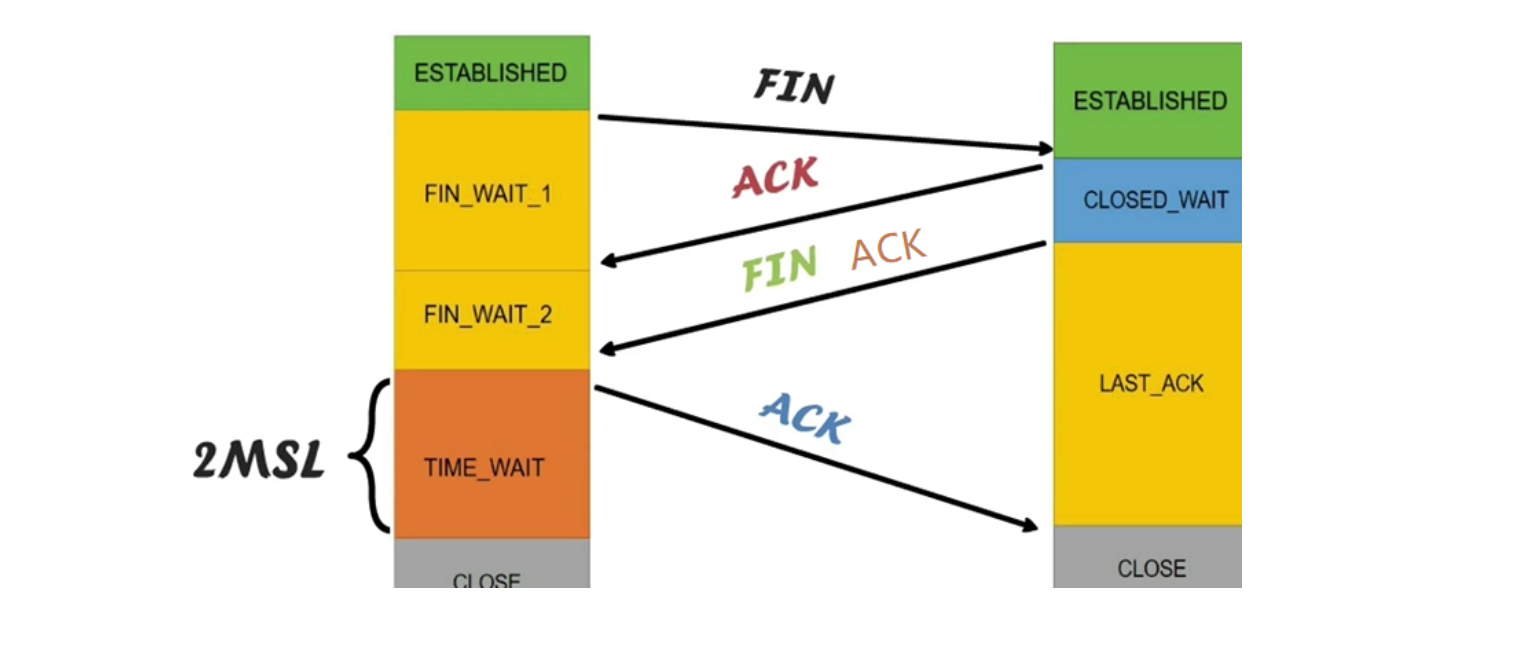 ESTABLISHED
FIN
ESTABLISHED
ACK
FIN_WAIT_1
CLOSED_WAIT
FIN ACK
FIN_WAIT_2
LAST_ACK
ACK
2MSL
TIME_WAIT
CLOSE
CLOSE